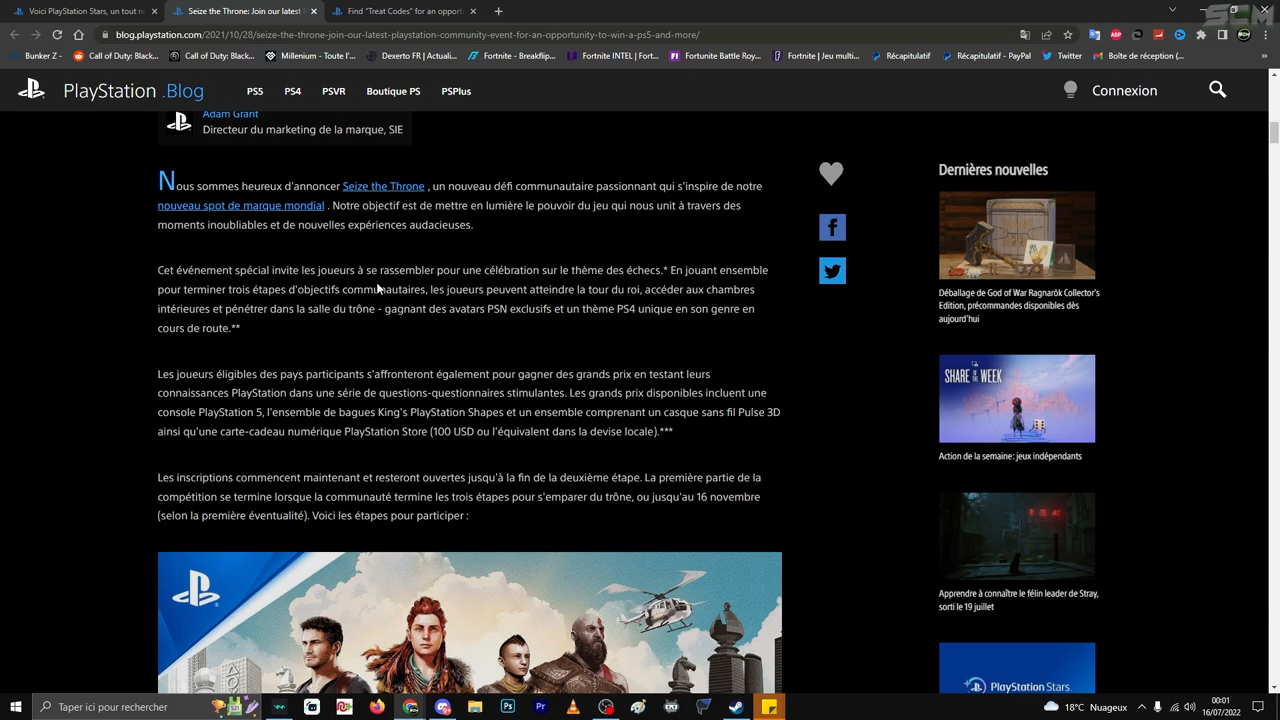 Voici PlayStation Stars, un tout n
Seize the Throne: Join our latest
Find "Treat Codes" for an opportu
SCM
blog.playstation.com/2021/10/28/seize-the-throne-join-our-latest-playstation-community-event-for-an-opportunity-to-win-a-ps5-and-more/
Bunker Z -
Call of Duty: Black...
Call of Duty: Black...
Millenium - Toute l'...
Dexerto FR | Actuali...
Fortnite - Breakflip...
Fortnite INTEL | Fort...
Fortunite Battle Roy...
Fortnite | Jeu multi...
Récapitulatif
Récapitulatif - PayPal
Twitter
Boîte de réception (...
PlayStation.Blog
PS5
PS4
PSVR
Boutique PS
PSPlus
Connexion
Adam Grant
Directeur du marketing de la marque, SIE
Nous sommes heureux d'annoncer Seize the Throne , un nouveau défi communautaire passionnant qui s'inspire de notre
nouveau spot de marque mondial . Notre objectif est de mettre en lumière le pouvoir du jeu qui nous unit à travers des
moments inoubliables et de nouvelles expériences audacieuses.
Cet événement spécial invite les joueurs à se rassembler pour une célébration sur le thème des échecs.* En jouant ensemble
pour terminer trois étapes d'objectifs communautaires, les joueurs peuvent atteindre la tour du roi, accéder aux chambres
intérieures et pénétrer dans la salle du trône - gagnant des avatars PSN exclusifs et un thème PS4 unique en son genre en
cours de route.**
Les joueurs éligibles des pays participants s'affronteront également pour gagner des grands prix en testant leurs
connaissances PlayStation dans une série de questions-questionnaires stimulantes. Les grands prix disponibles incluent une
console PlayStation 5, l'ensemble de bagues King's PlayStation Shapes et un ensemble comprenant un casque sans fil Pulse 3D
ainsi qu'une carte-cadeau numérique PlayStation Store (100 USD ou l'équivalent dans la devise locale).***
Les inscriptions commencent maintenant et resteront ouvertes jusqu'à la fin de la deuxième étape. La première partie de la
compétition se termine lorsque la communauté termine les trois étapes pour s'emparer du trône, ou jusqu'au 16 novembre
(selon la première éventualité). Voici les étapes pour participer :
Dernières nouvelles
Déballage de God of War Ragnarök Collector's
Edition, précommandes disponibles dès
aujourd'hui
SHARE OF THE
WEEK
Action de la semaine: jeux indépendants
Apprendre à connaître le félin leader de Stray,
sorti le 19 juillet
PlayStation Stars
Taper ici pour rechercher
18°C Nuageux
00:01
16/07/2022